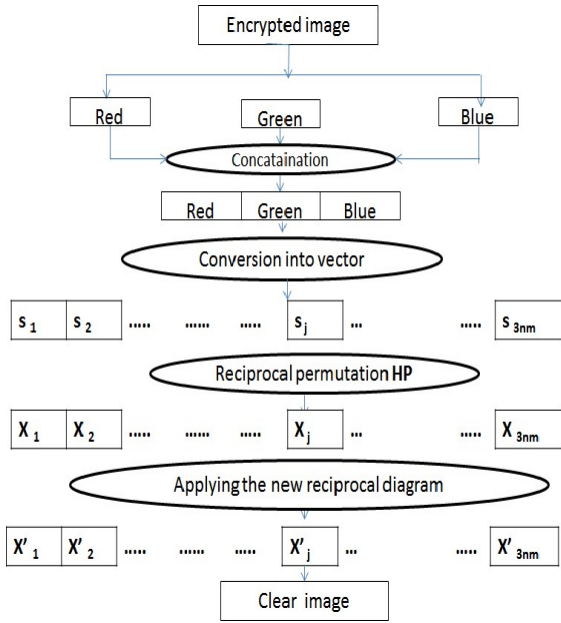 Encrypted image
Red Green Blue
Concataination
Red Green Blue
Conversion into vector
s 1 s 2 ..... ...... ..... s j ... ..... s 3nm
Reciprocal permutation HP
X 1 X 2 ..... ...... ..... X j ... ..... X 3nm
Applying the new reciprocal diagram
X' 1 X' 2 ..... ...... ..... X' j ... ..... X' 3nm
Clear image